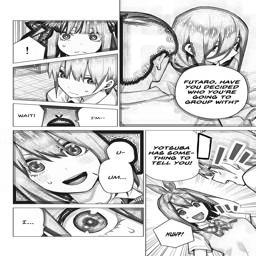 !
FUTARO, HAVE
YOU DECIDED
WHO YOU'RE
GOING TO
GROUP WITH?
WAIT!
I'M--
U-
UM...
I...
YOTSUBA
HAS SOME-
THING TO
TELL YOU!
HUH?!